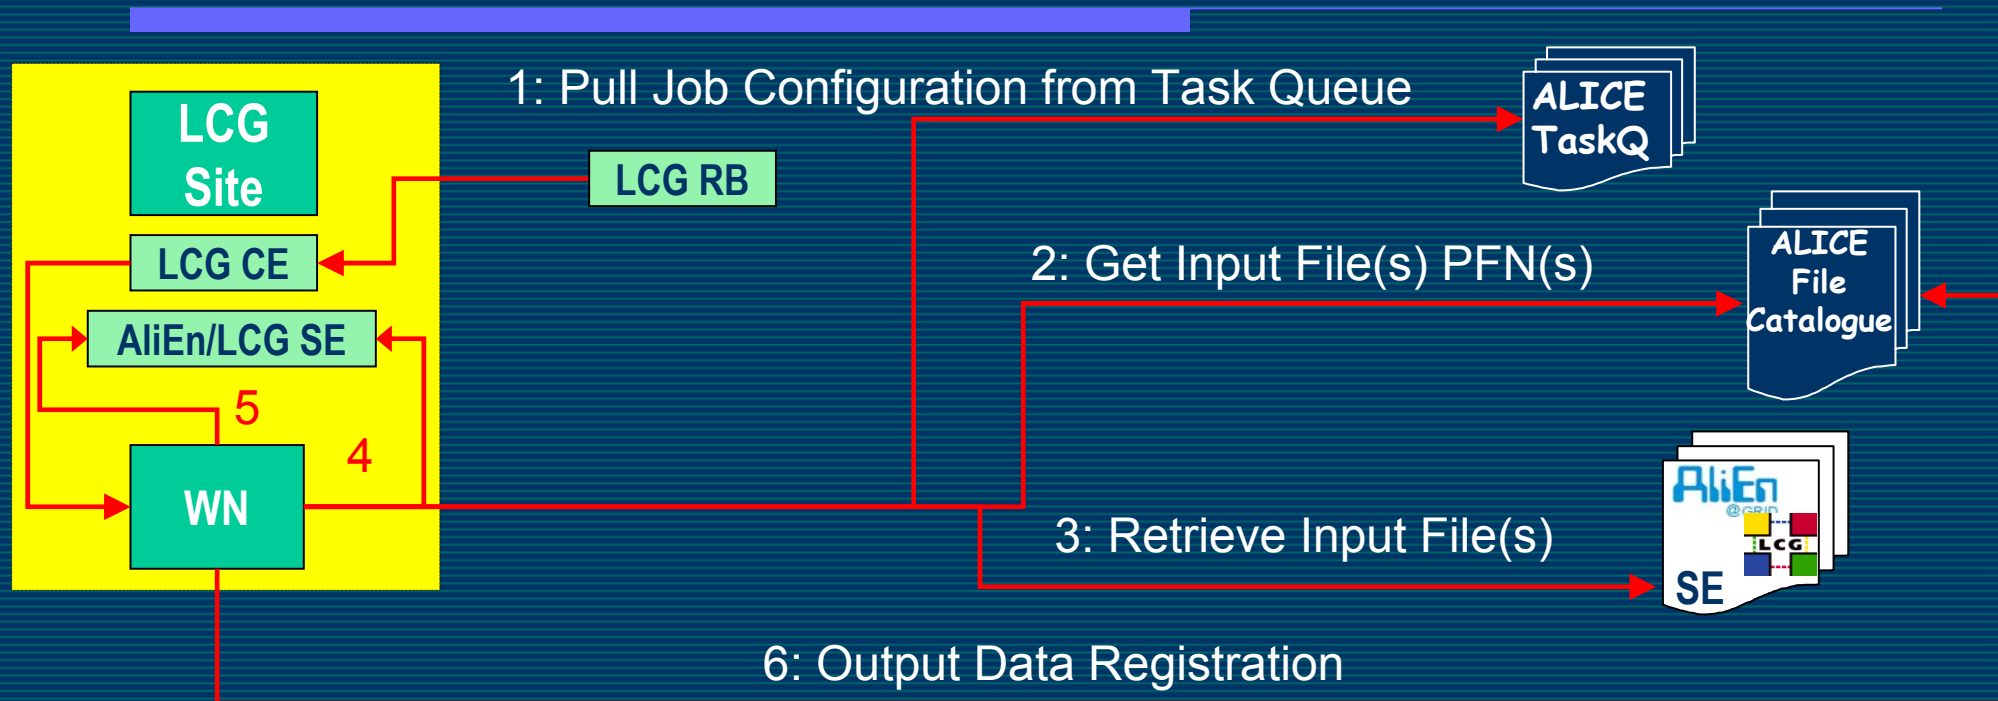 1: Pull Job Configuration from Task Queue
ALICE
TaskQ
LCG
Site
LCG RB
LCG CE
2: Get Input File(s) PFN(s)
ALICE
File
Catalogue
AliEn/LCG SE
5
4
WN
3: Retrieve Input File(s)
AliEn
@GRID
LCG
SE
6: Output Data Registration